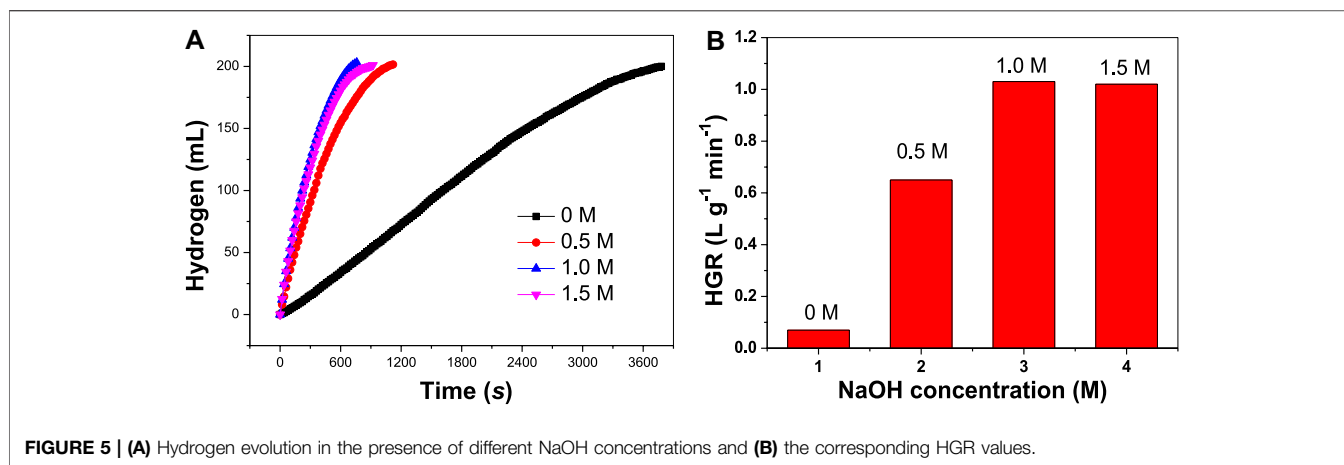 A
Hydrogen (mL)
200
150
100
50
0
0 M
0.5 M
1.0 M
1.5 M
0 600 1200 1800 2400 3000 3600
Time (s)
B
HGR (L g⁻¹ min⁻¹)
1.2
1.0
0.8
0.6
0.4
0.2
0.0
0 M
0.5 M
1.0 M
1.5 M
1 2 3 4
NaOH concentration (M)
FIGURE 5 | (A) Hydrogen evolution in the presence of different NaOH concentrations and (B) the corresponding HGR values.